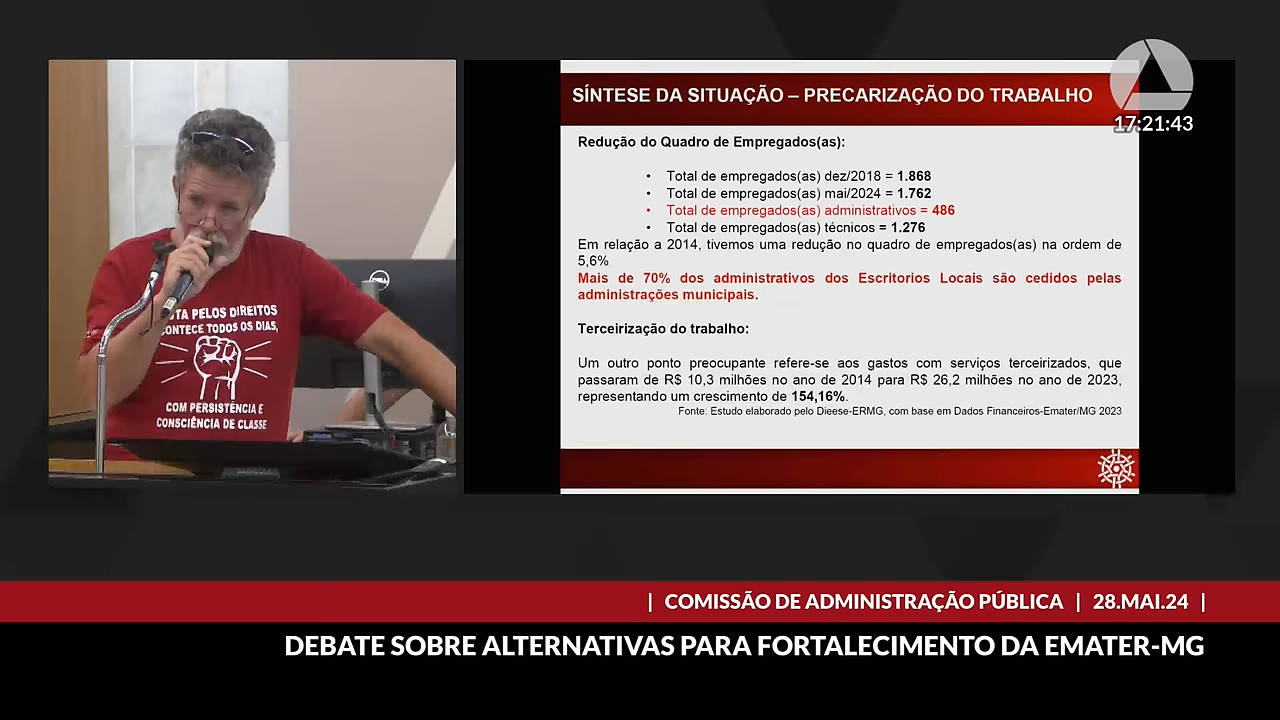 SÍNTESE DA SITUAÇÃO – PRECARIZAÇÃO DO TRABALHO
17:21:43
Redução do Quadro de Empregados(as):
• Total de empregados(as) dez/2018 = 1.868
• Total de empregados(as) mai/2024 = 1.762
• Total de empregados(as) administrativos = 486
• Total de empregados(as) técnicos = 1.276
Em relação a 2014, tivemos uma redução no quadro de empregados(as) na ordem de
5,6%
Mais de 70% dos administrativos dos Escritorios Locais são cedidos pelas
administrações municipais.
Terceirização do trabalho:
Um outro ponto preocupante refere-se aos gastos com serviços terceirizados, que
passaram de R$ 10,3 milhões no ano de 2014 para R$ 26,2 milhões no ano de 2023,
representando um crescimento de 154,16%.
Fonte: Estudo elaborado pelo Dieese-ERMG, com base em Dados Financeiros-Emater/MG 2023
DELL
PELOS DIREITOS
TODOS OS DIAS,
COM PERSISTÊNCIA E
CONSCIÊNCIA DE CLASSE
| COMISSÃO DE ADMINISTRAÇÃO PÚBLICA | 28.MAI.24 |
DEBATE SOBRE ALTERNATIVAS PARA FORTALECIMENTO DA EMATER-MG